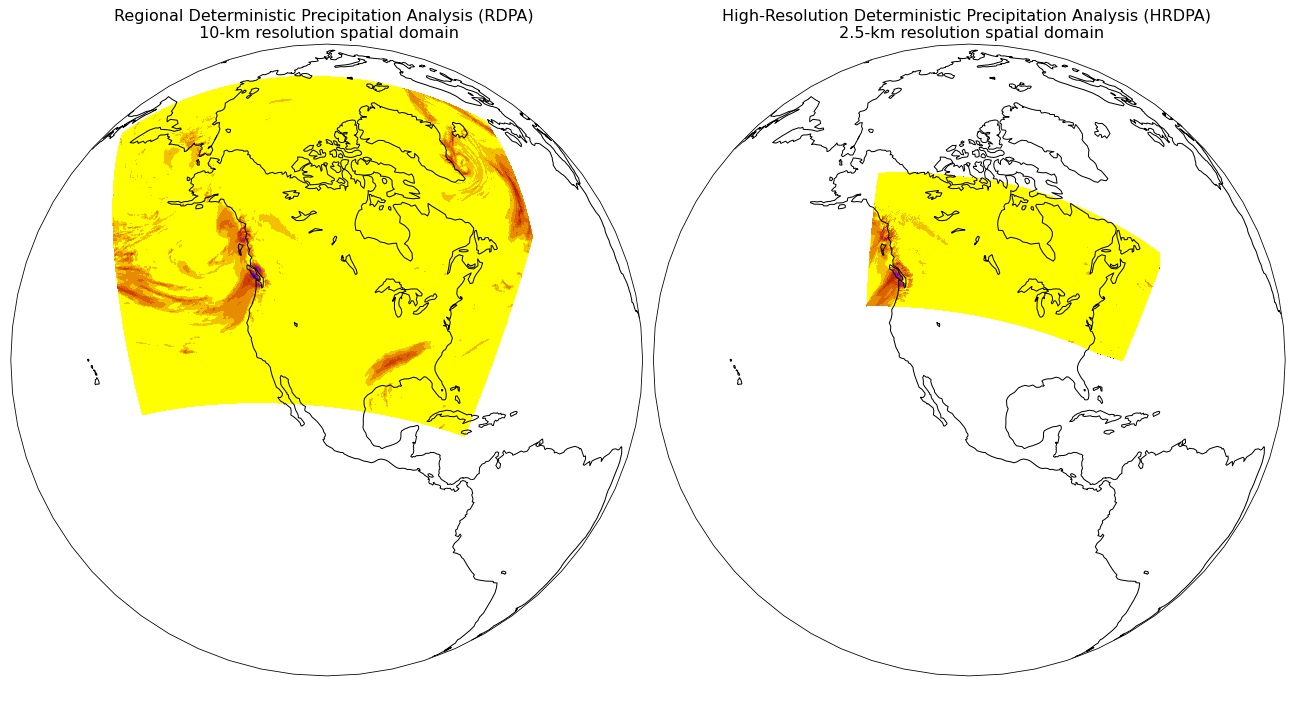 Regional Deterministic Precipitation Analysis (RDPA)
10-km resolution spatial domain
High-Resolution Deterministic Precipitation Analysis (HRDPA)
2.5-km resolution spatial domain